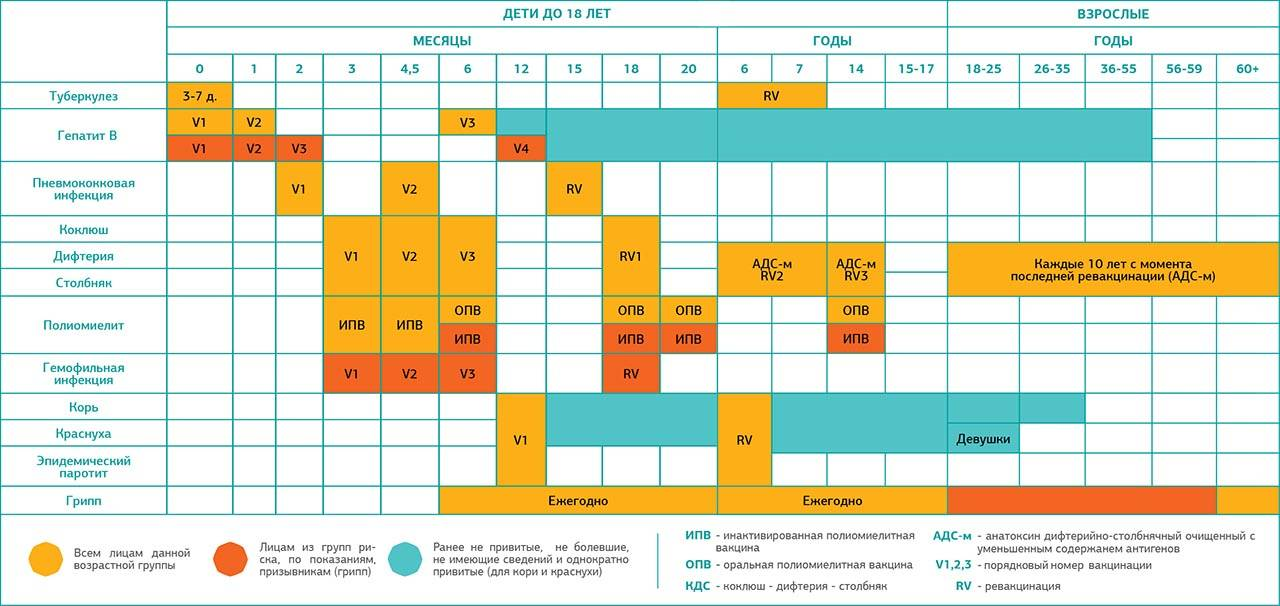 ДЕТИ ДО 18 ЛЕТ ВЗРОСЛЫЕ
МЕСЯЦЫ ГОДЫ ГОДЫ
0 1 2 3 4,5 6 12 15 18 20 6 7 14 15-17 18-25 26-35 36-55 56-59 60+
Туберкулез 3-7 д. RV
Гепатит В V1 V2 V3
V1 V2 V3 V4
Пневмококковая
инфекция V1 V2 RV
Коклюш
Дифтерия
Столбняк
V1 V2 V3 RV1
АДС-м
RV2
АДС-м
RV3
Каждые 10 лет с момента
последней ревакцинации (АДС-м)
Полиомиелит ИПВ ИПВ
ОПВ ОПВ ОПВ ОПВ
ИПВ ИПВ ИПВ ИПВ
Гемофильная
инфекция V1 V2 V3 RV
Корь
Краснуха
Эпидемический
паротит
V1 RV Девушки
Грипп Ежегодно Ежегодно
Всем лицам данной
возрастной группы
Лицам из групп ри-
ска, по показаниям,
призывникам (грипп)
Ранее не привитые, не болевшие,
не имеющие сведений и однократно
привитые (для кори и краснухи)
ИПВ - инактивированная полиомиелитная
вакцина
ОПВ - оральная полиомиелитная вакцина
КДС - коклюш - дифтерия - столбняк
АДС-м - анатоксин дифтерийно-столбнячный очищенный с
уменьшенным содержанем антигенов
V1,2,3 - порядковый номер вакцинации
RV - ревакцинация